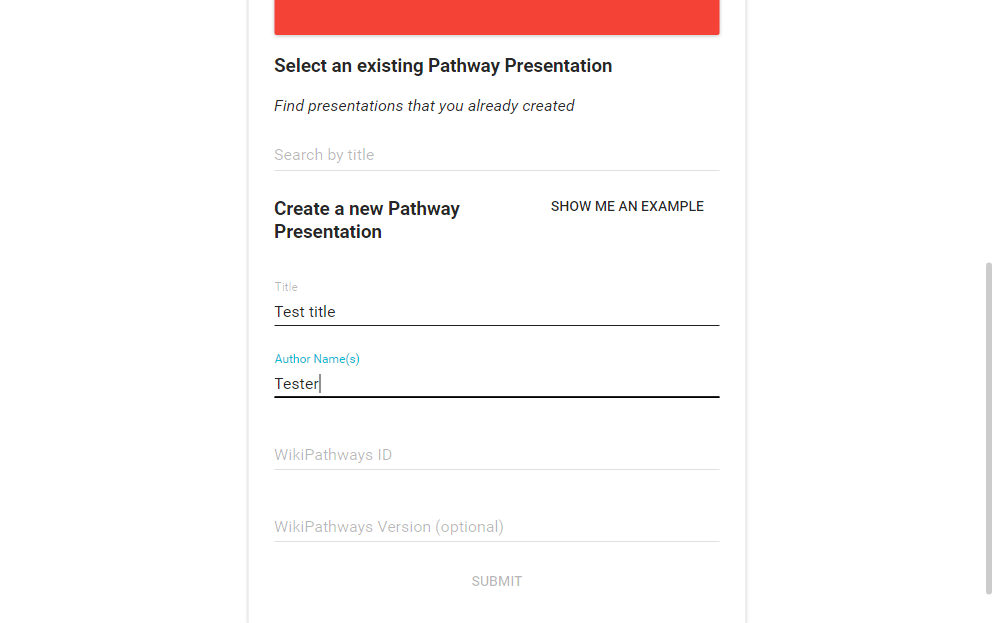 Select an existing Pathway Presentation
Find presentations that you already created
Search by title
Create a new Pathway
Presentation
SHOW ME AN EXAMPLE
Title
Test title
Author Name(s)
Tester
WikiPathways ID
WikiPathways Version (optional)
SUBMIT